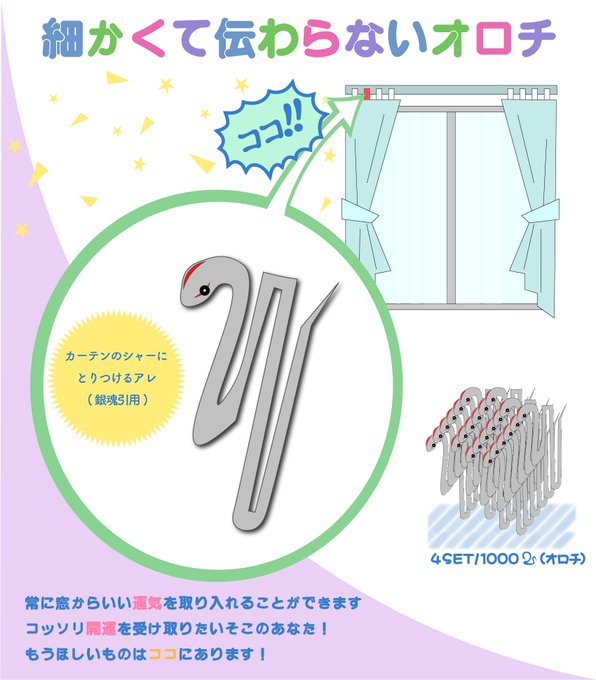 細かくて伝わらないオロチ
ココ!!
カーテンのシャーに
とりつけるアレ
(銀魂引用)
4SET/1000 (オロチ)
常に窓からいい運気を取り入れることができます
コッソリ開運を受け取りたいそこのあなた！
もうほしいものはココにあります！